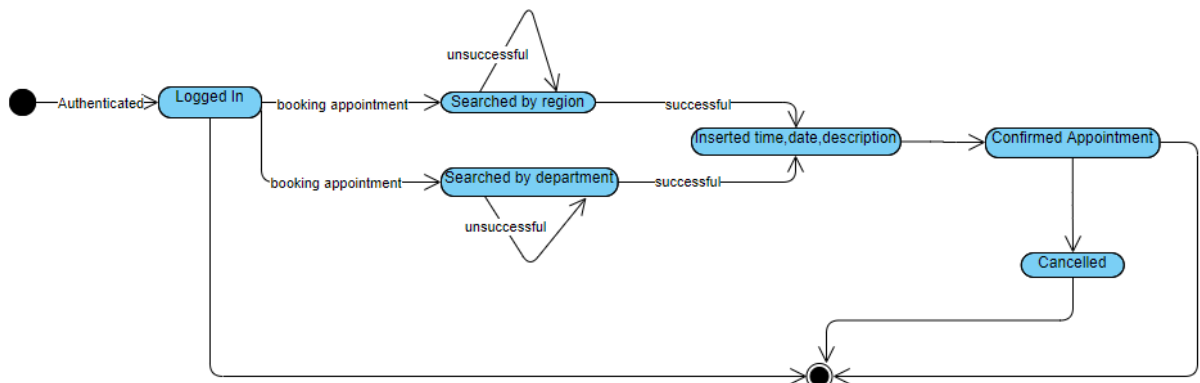 unsuccessful
Authenticated
Logged In
booking appointment
Searched by region
successful
Inserted time,date,description
Confirmed Appointment
booking appointment
Searched by department
successful
unsuccessful
Cancelled